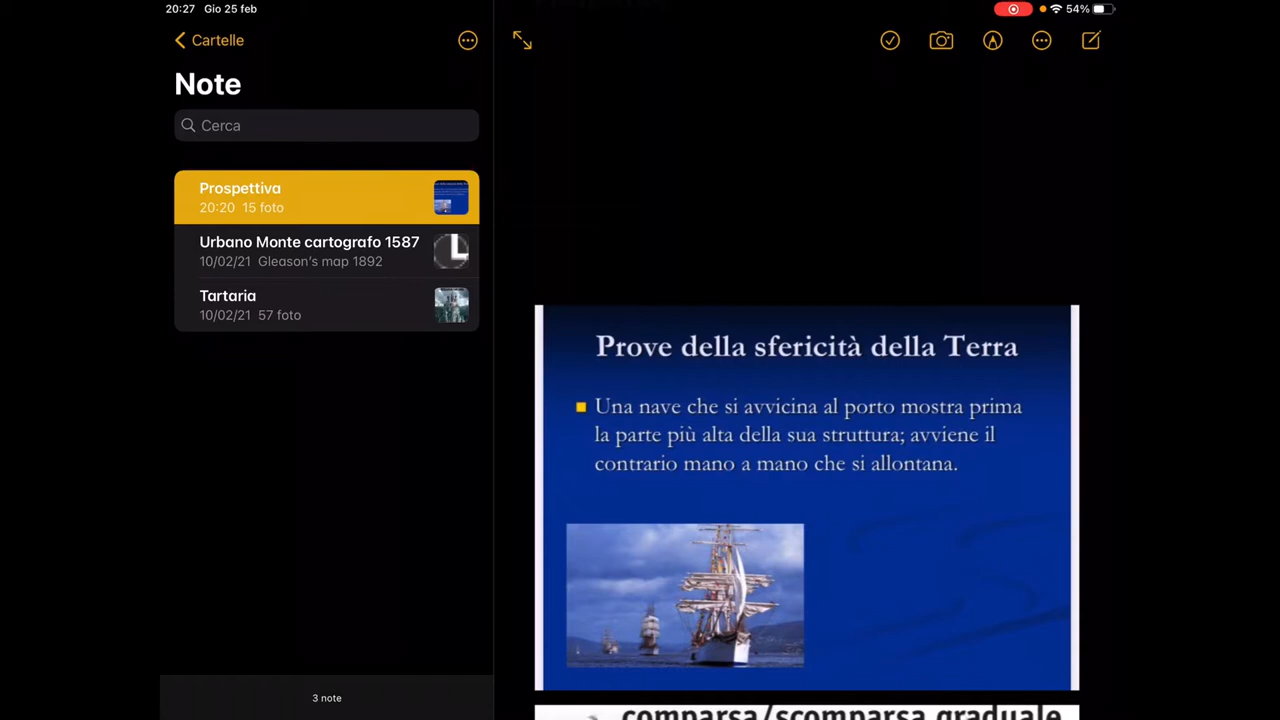 20:27 Gio 25 feb
54%
Cartelle
Note
Cerca
Prospettiva
20:20 15 foto
Urbano Monte cartografo 1587
10/02/21 Gleason's map 1892
Tartaria
10/02/21 57 foto
3 note
Prove della sfericità della Terra
Una nave che si avvicina al porto mostra prima
la parte più alta della sua struttura; avviene il
contrario mano a mano che si allontana.
comparsa/scomparsa graduale